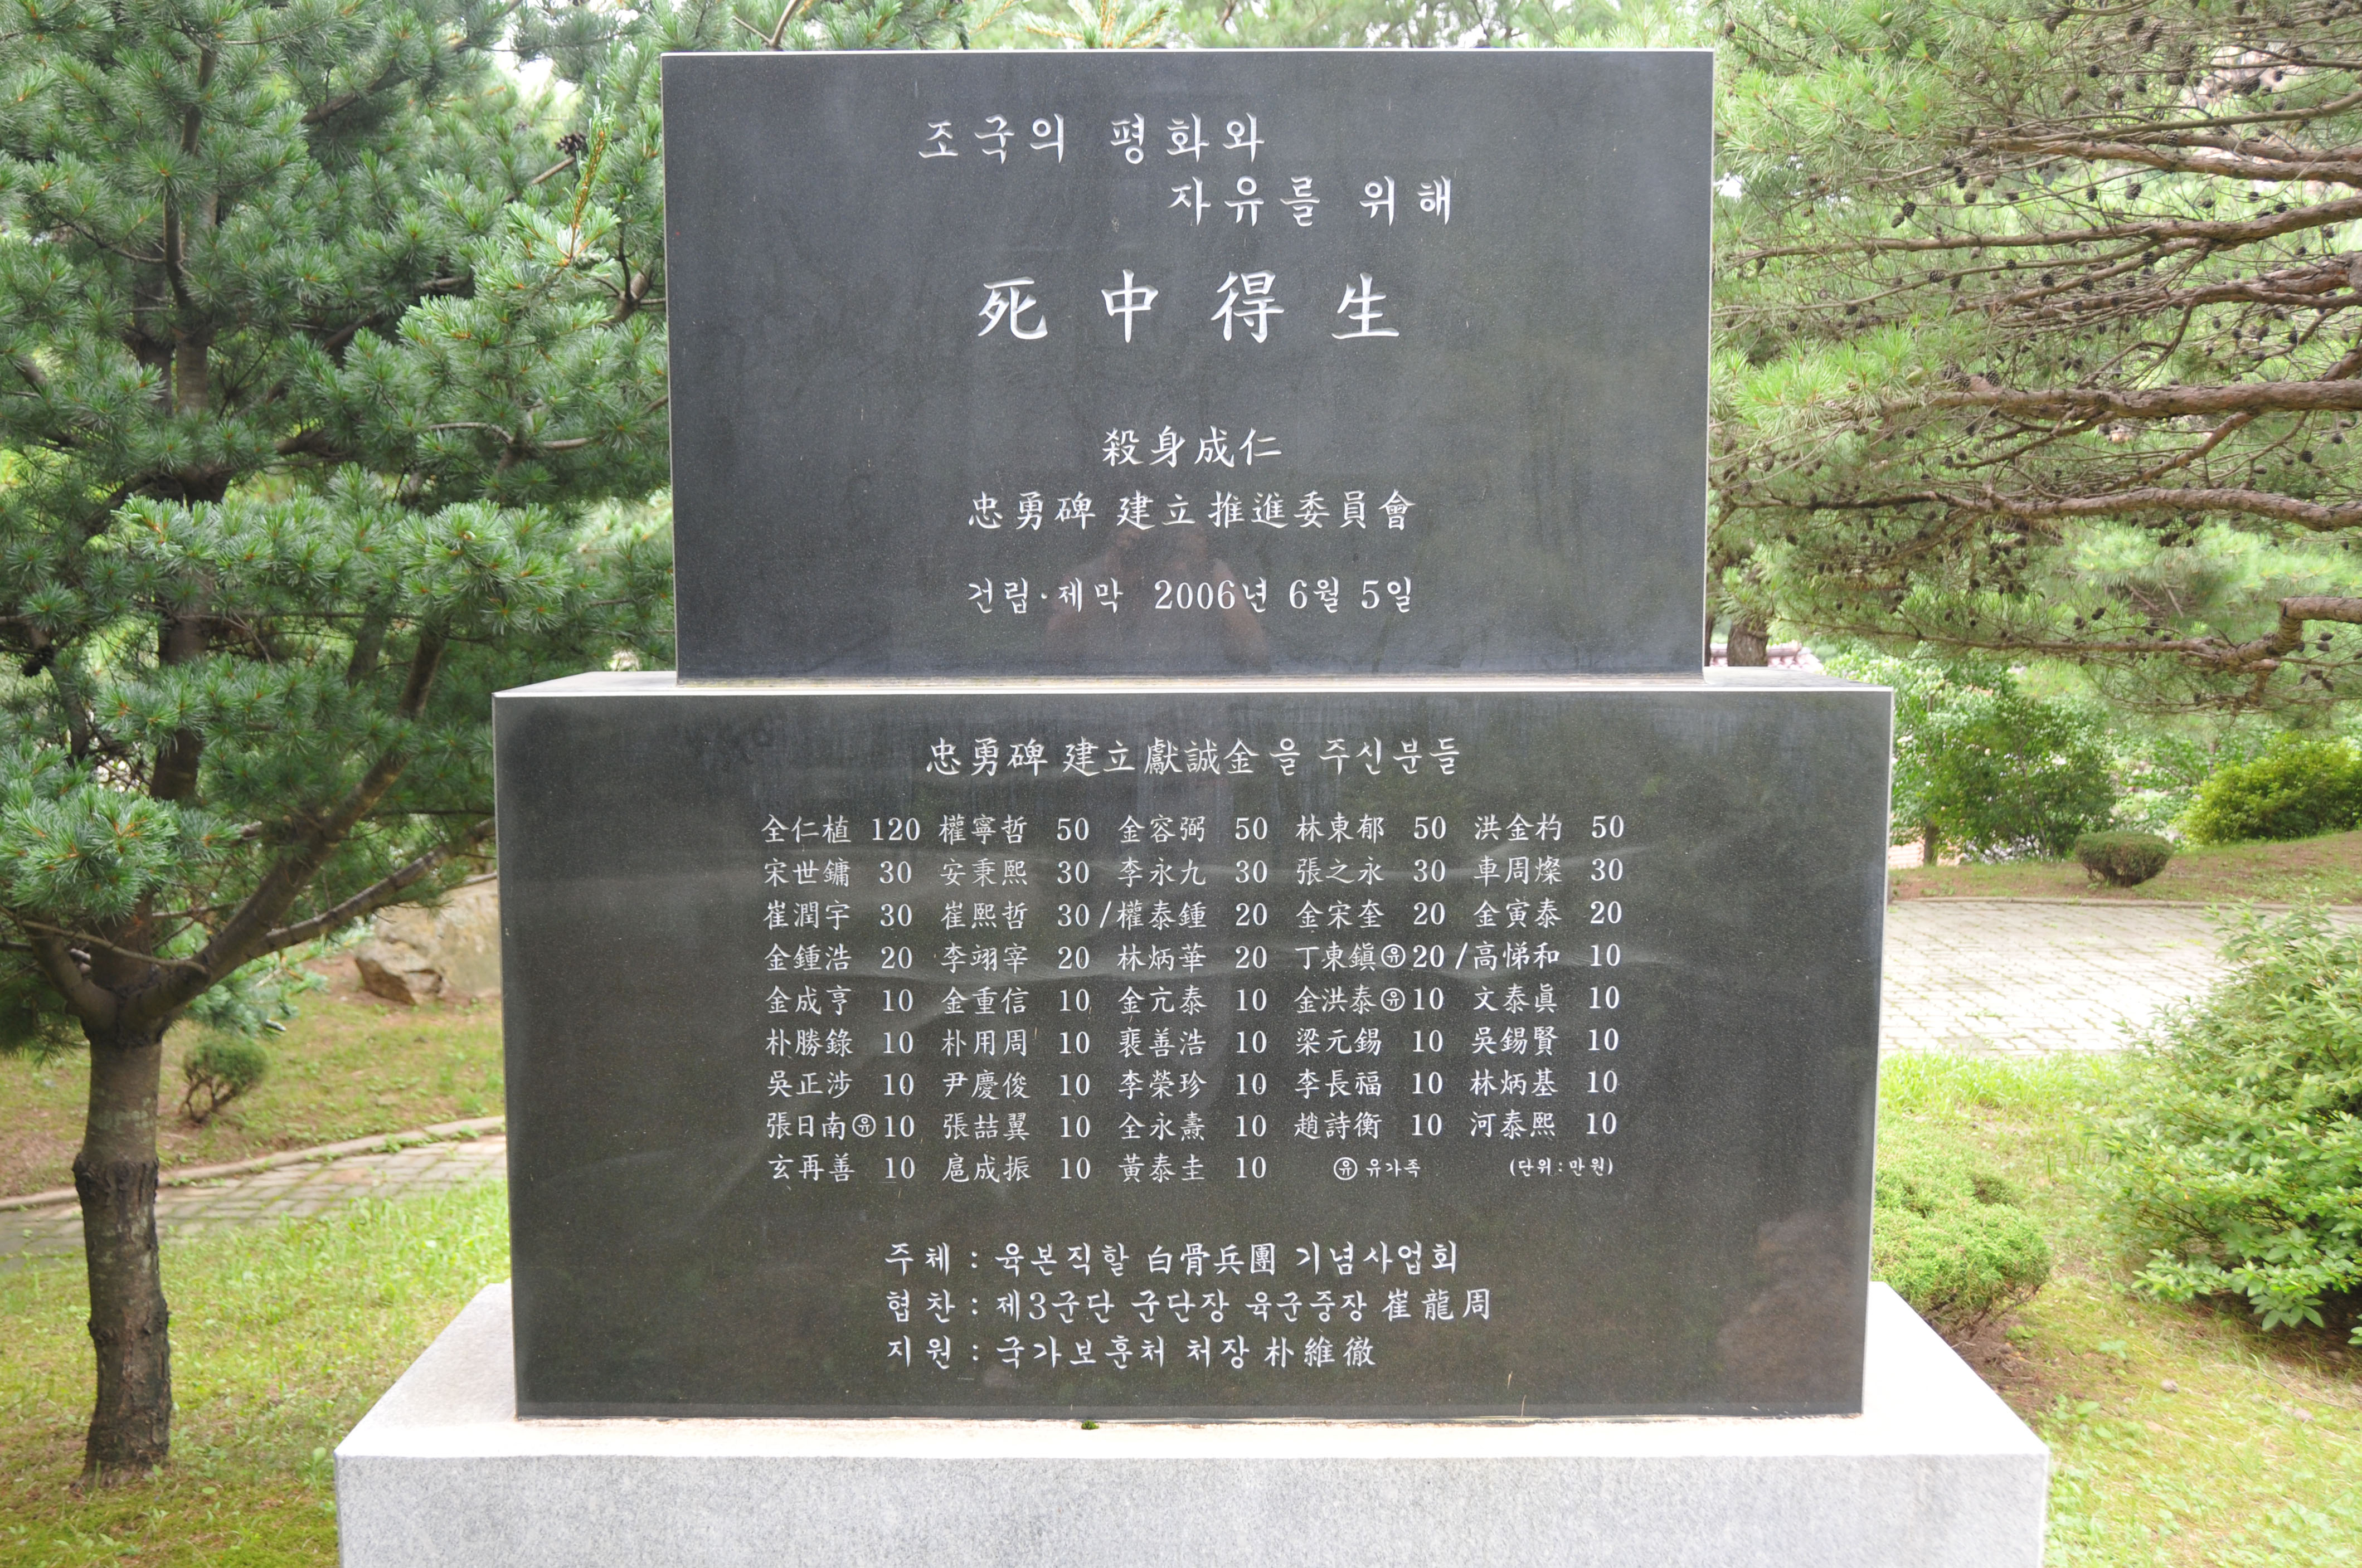 조국의 평화와
자유를 위해
死中得生
殺身成仁
忠勇碑 建立推進委員會
건립·제막 2006년 6월 5일
忠勇碑 建立獻誠金을 주신분들
全仁植 120 權寧哲 50 金容弼 50 林東郁 50 洪金杓 50
宋世鏞 30 安秉熙 30 李永九 30 張之永 30 車周燦 30
崔潤宇 30 崔熙哲 30 / 權泰鍾 20 金宋奎 20 金寅泰 20
金鍾浩 20 李翊宰 20 林炳華 20 丁東鎭㉴20 / 高悌和 10
金成亨 10 金重信 10 金亢泰 10 金洪泰㉴10 文泰眞 10
朴勝錄 10 朴用周 10 裵善浩 10 梁元錫 10 吳錫賢 10
吳正涉 10 尹慶俊 10 李榮珍 10 李長福 10 林炳基 10
張日南㉴10 張喆翼 10 全永燾 10 趙詩衡 10 河泰熙 10
玄再善 10 扈成振 10 黃泰圭 10 ㉴ 유가족 (단위:만원)
주체 : 육본직할 白骨兵團 기념사업회
협찬 : 제3군단 군단장 육군중장 崔龍周
지원 : 국가보훈처 처장 朴維徹